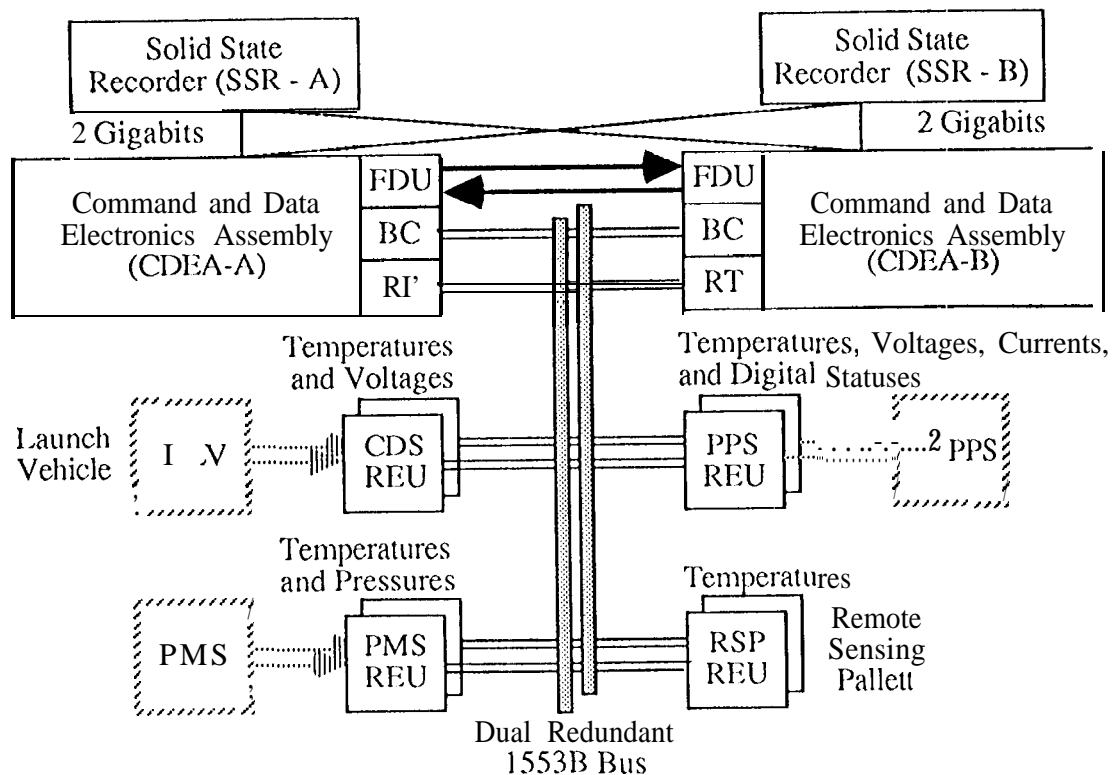 Solid State
Recorder (SSR - A)
Solid State
Recorder (SSR - B)
2 Gigabits
2 Gigabits
Command and Data
Electronics Assembly
(CDEA-A)
FDU
BC
RI'
FDU
BC
RT
Command and Data
Electronics Assembly
(CDEA-B)
Temperatures
and Voltages
Temperatures, Voltages, Currents,
and Digital Statuses
Launch
Vehicle
I .V
CDS
REU
PPS
REU
2 PPS
Temperatures
and Pressures
Temperatures
PMS
PMS
REU
RSP
REU
Remote
Sensing
Pallett
Dual Redundant
1553B Bus